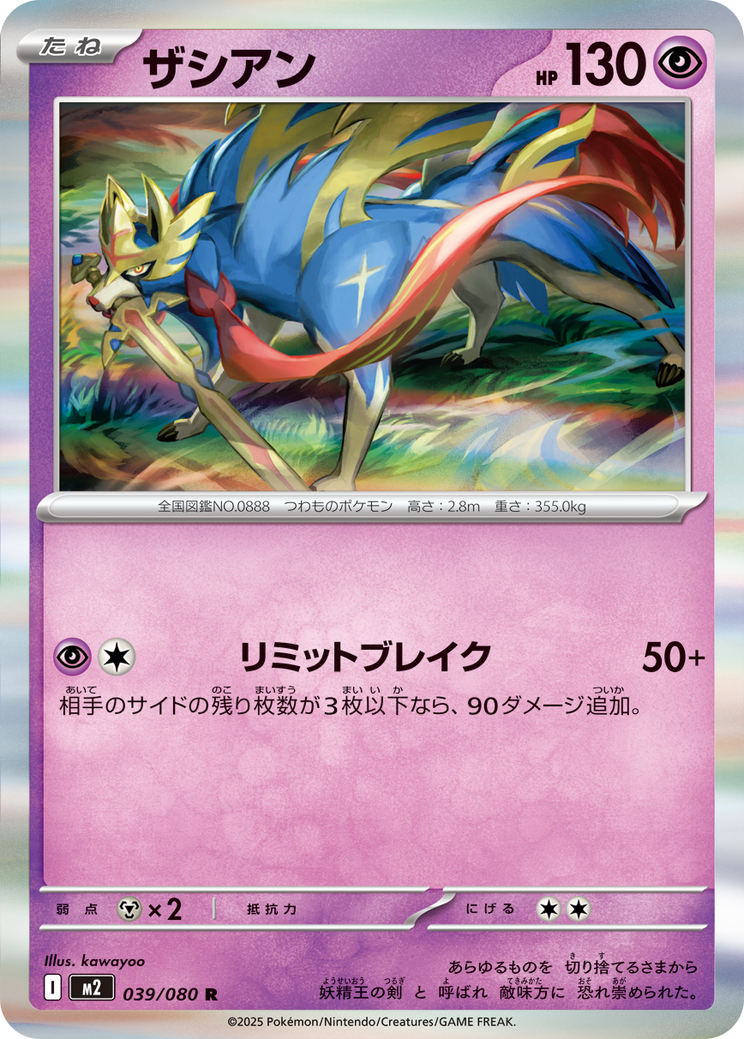 たね ザシアン HP 130
全国図鑑NO.0888 つわものポケモン 高さ:2.8m 重さ:355.0kg
リミットブレイク 50+
相手のサイドの残り枚数が3枚以下なら、90ダメージ追加。
弱点 ×2 抵抗力 にげる
Illus. kawayoo
あらゆるものを 切り捨てるさまから
I M2 039/080 R
妖精王の剣 と 呼ばれ 敵味方に 恐れ崇められた。
©2025 Pokémon/Nintendo/Creatures/GAME FREAK.